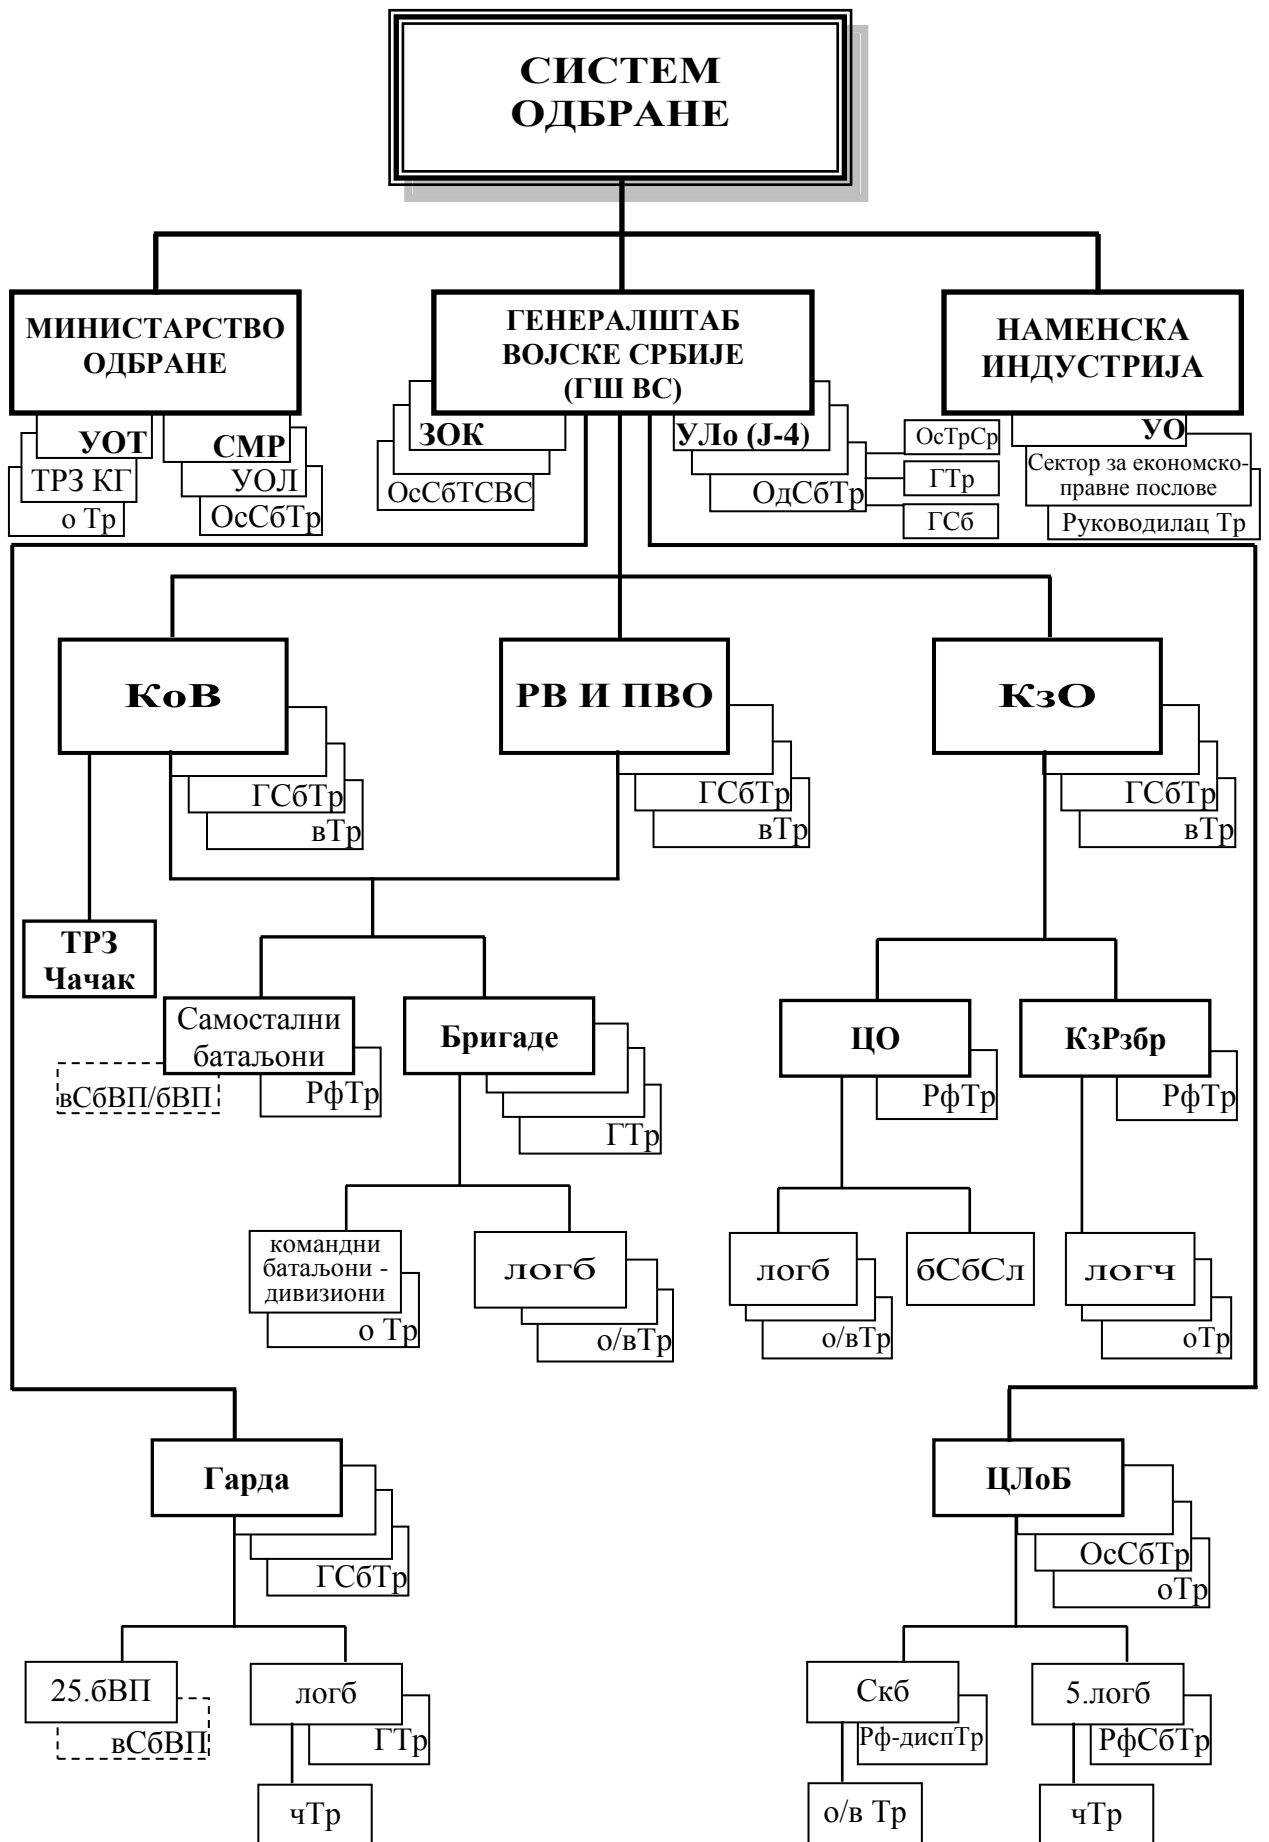 СИСТЕМ
ОДБРАНЕ
МИНИСТАРСТВО
ОДБРАНЕ
ГЕНЕРАЛШТАБ
ВОЈСКЕ СРБИЈЕ
(ГШ ВС)
НАМЕНСКА
ИНДУСТРИЈА
УОТ
ТРЗ КГ
о Тр
СМР
УОЛ
ОсСбТр
ЗОК
ОсСбТСВС
УЛо (Ј-4)
ОдСбТр
ОсТрСр
ГТр
ГСб
УО
Сектор за економско-
правне послове
Руководилац Тр
КоВ
ГСбТр
вТр
РВ И ПВО
ГСбТр
вТр
КзО
ГСбТр
вТр
ТРЗ
Чачак
Самостални
батаљони
вСбВП/бВП
РфТр
Бригаде
ГТр
ЦО
РфТр
КзРзбр
РфТр
командни
батаљони -
дивизиони
о Тр
логб
о/вТр
логб
о/вТр
бСбСл
логч
оТр
Гарда
ГСбТр
ЦЛоБ
ОсСбТр
оТр
25.бВП
вСбВП
логб
ГТр
чТр
Скб
Рф-диспТр
о/в Тр
5.логб
РфСбТр
чТр